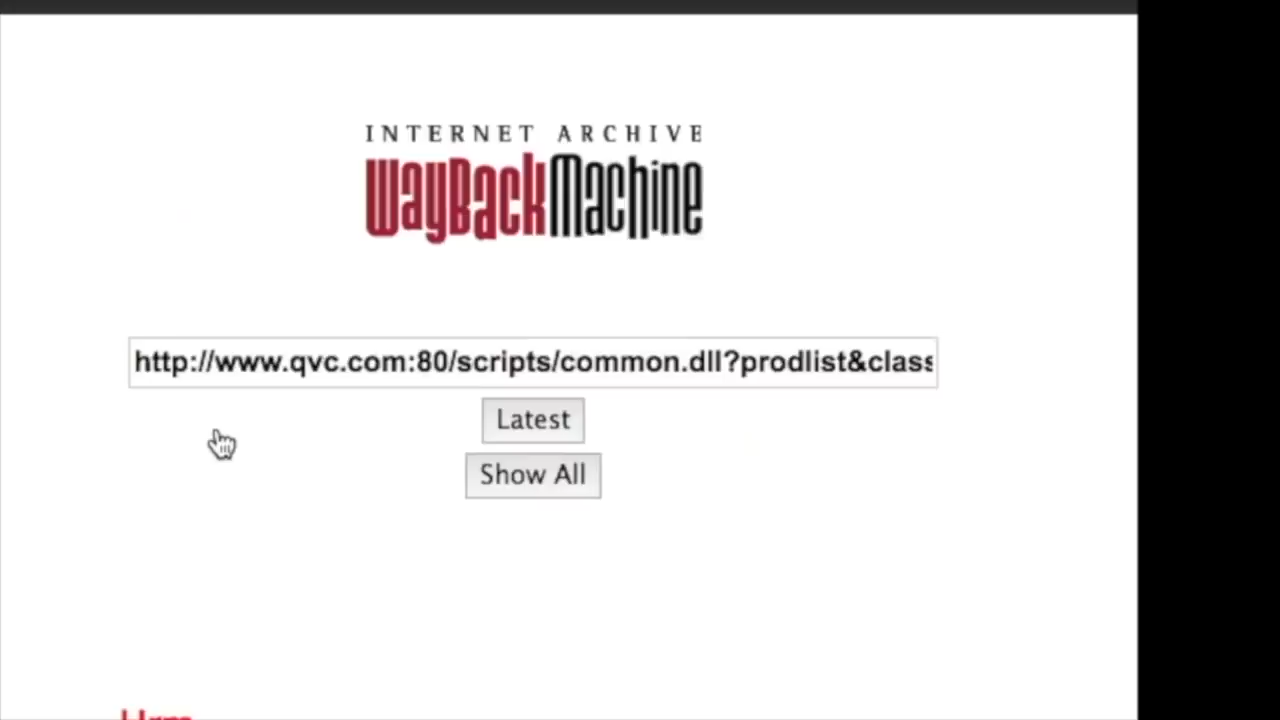 INTERNET ARCHIVE
WayBackMachine
http://www.qvc.com:80/scripts/common.dll?prodlist&class
Latest
Show All